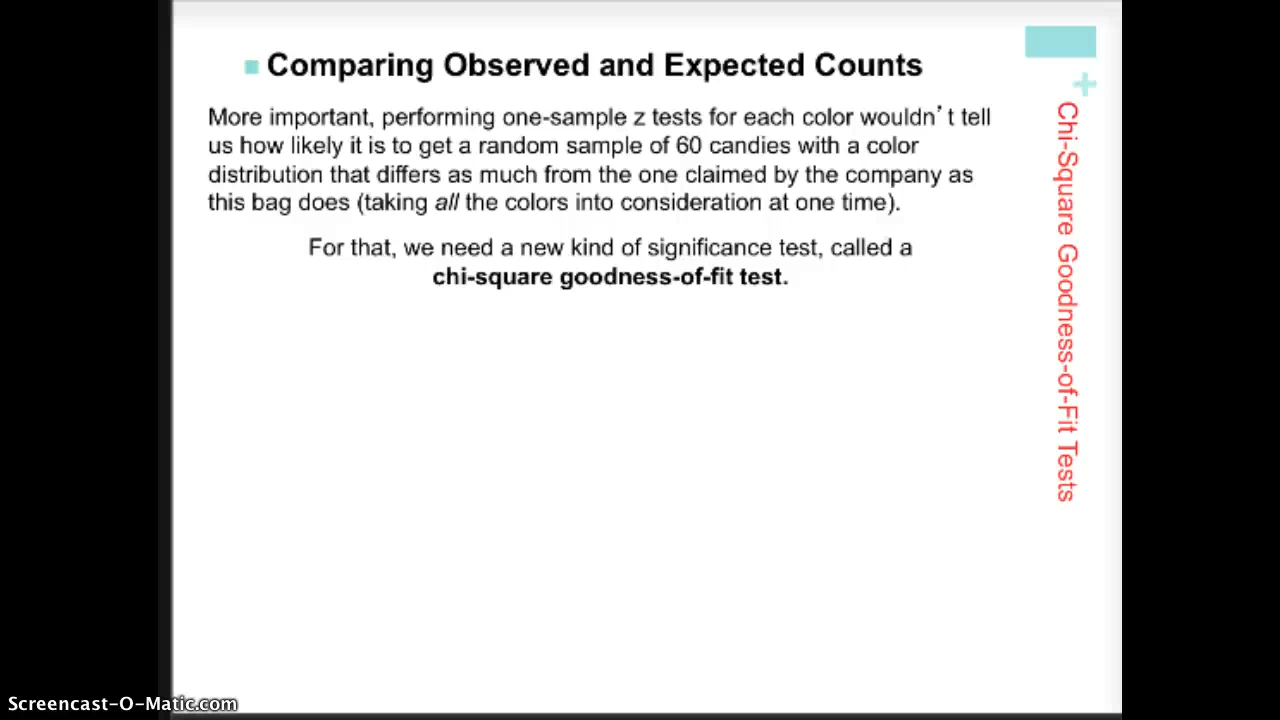 Comparing Observed and Expected Counts
More important, performing one-sample z tests for each color wouldn’t tell
us how likely it is to get a random sample of 60 candies with a color
distribution that differs as much from the one claimed by the company as
this bag does (taking all the colors into consideration at one time).
For that, we need a new kind of significance test, called a
chi-square goodness-of-fit test.
+
Chi-Square Goodness-of-Fit Tests
Screencast-O-Matic.com